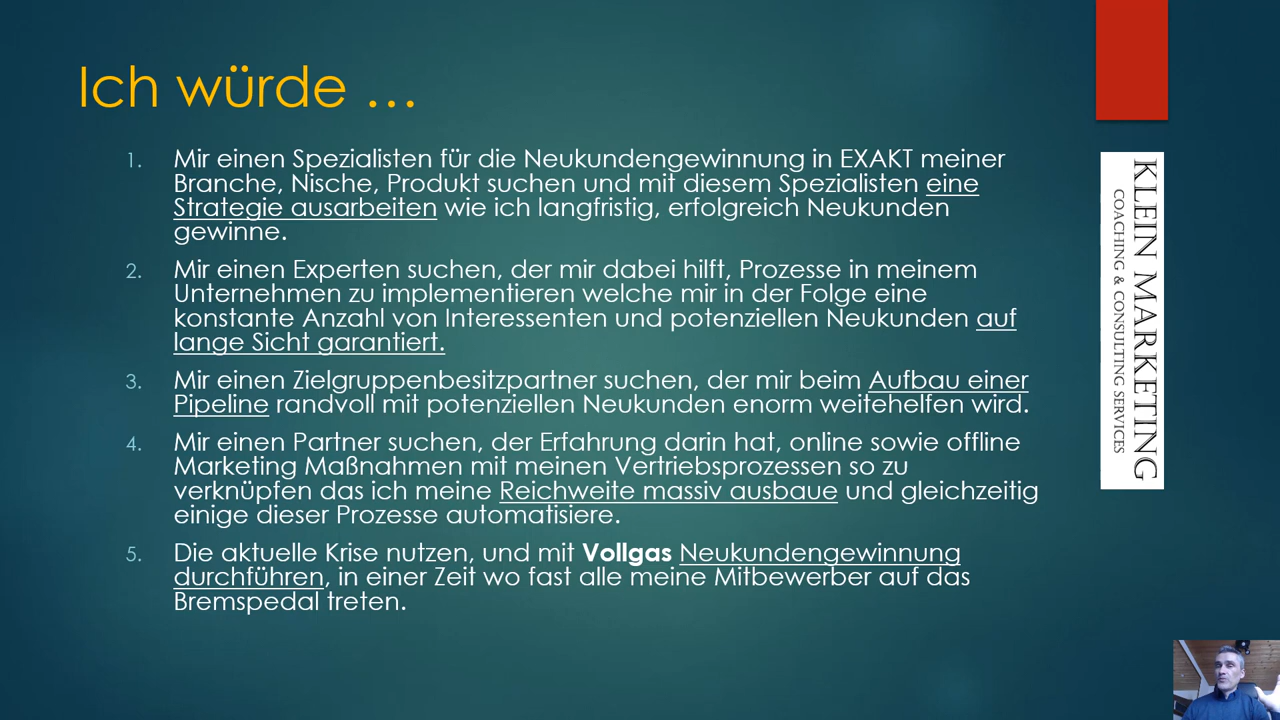 Ich würde …
1. Mir einen Spezialisten für die Neukundengewinnung in EXAKT meiner
Branche, Nische, Produkt suchen und mit diesem Spezialisten eine
Strategie ausarbeiten wie ich langfristig, erfolgreich Neukunden
gewinne.
2. Mir einen Experten suchen, der mir dabei hilft, Prozesse in meinem
Unternehmen zu implementieren welche mir in der Folge eine
konstante Anzahl von Interessenten und potenziellen Neukunden auf
lange Sicht garantiert.
3. Mir einen Zielgruppenbesitzpartner suchen, der mir beim Aufbau einer
Pipeline randvoll mit potenziellen Neukunden enorm weitehelfen wird.
4. Mir einen Partner suchen, der Erfahrung darin hat, online sowie offline
Marketing Maßnahmen mit meinen Vertriebsprozessen so zu
verknüpfen das ich meine Reichweite massiv ausbaue und gleichzeitig
einige dieser Prozesse automatisiere.
5. Die aktuelle Krise nutzen, und mit Vollgas Neukundengewinnung
durchführen, in einer Zeit wo fast alle meine Mitbewerber auf das
Bremspedal treten.
KLEIN MARKETING
COACHING & CONSULTING SERVICES